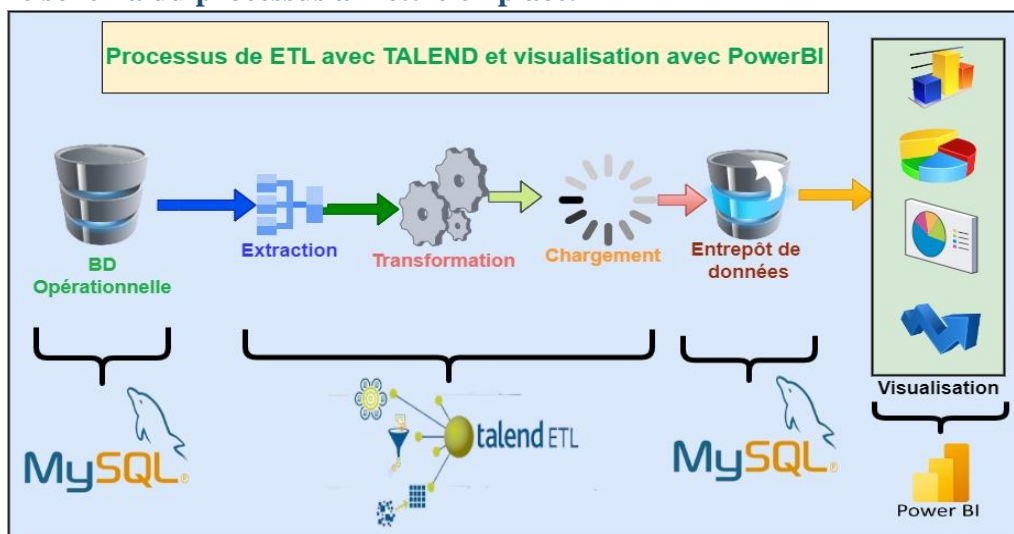 Processus de ETL avec TALEND et visualisation avec PowerBI
BD
Opérationnelle
Extraction
Transformation
Chargement
Entrepôt de
données
Visualisation
MySQL®
talend ETL
MySQL®
Power BI